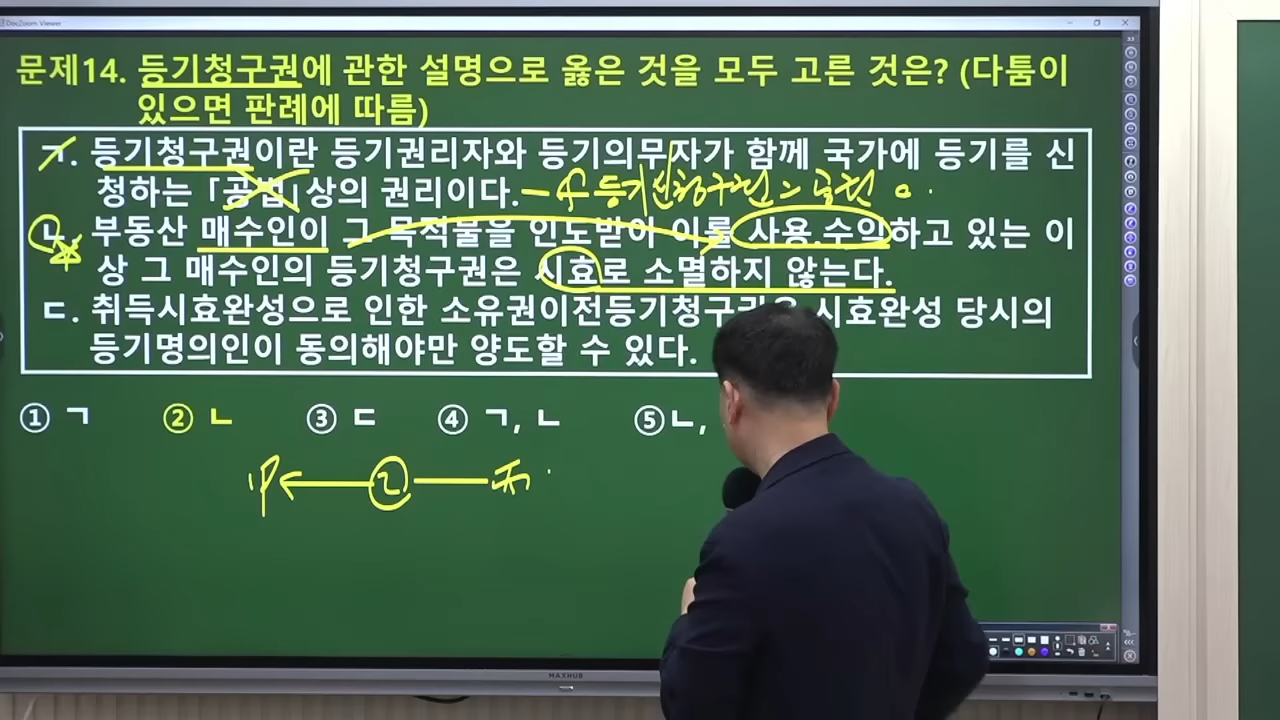 DocZoom Viewer
문제14. 등기청구권에 관한 설명으로 옳은 것을 모두 고른 것은? (다툼이
있으면 판례에 따름)
ㄱ. 등기청구권이란 등기권리자와 등기의무자가 함께 국가에 등기를 신
청하는 「공법」상의 권리이다.
ㄴ. 부동산 매수인이 그 목적물을 인도받아 이를 사용.수익하고 있는 이
상 그 매수인의 등기청구권은 시효로 소멸하지 않는다.
ㄷ. 취득시효완성으로 인한 소유권이전등기청구권은 시효완성 당시의
등기명의인이 동의해야만 양도할 수 있다.
① ㄱ ② ㄴ ③ ㄷ ④ ㄱ, ㄴ ⑤ ㄴ,
甲 乙 丙
MAXHUB